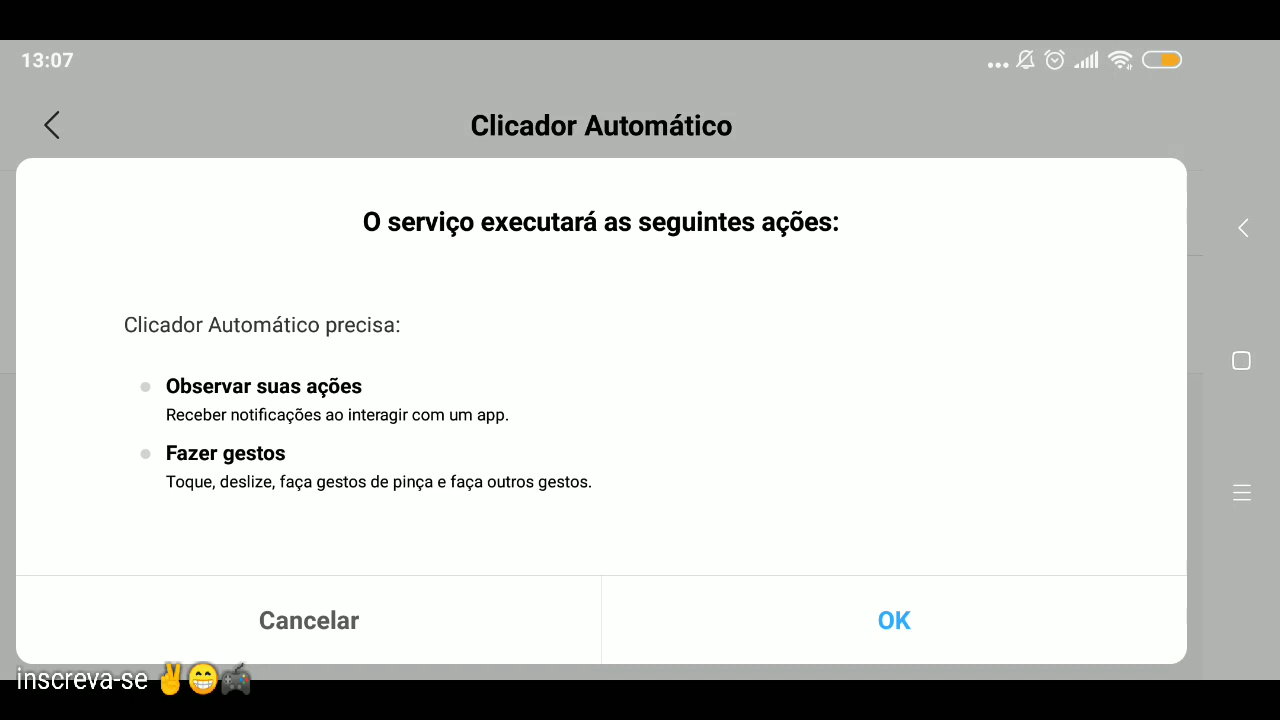 13:07
Clicador Automático
O serviço executará as seguintes ações:
Clicador Automático precisa:
Observar suas ações
Receber notificações ao interagir com um app.
Fazer gestos
Toque, deslize, faça gestos de pinça e faça outros gestos.
Cancelar
OK
inscreva-se ✌😁🎮